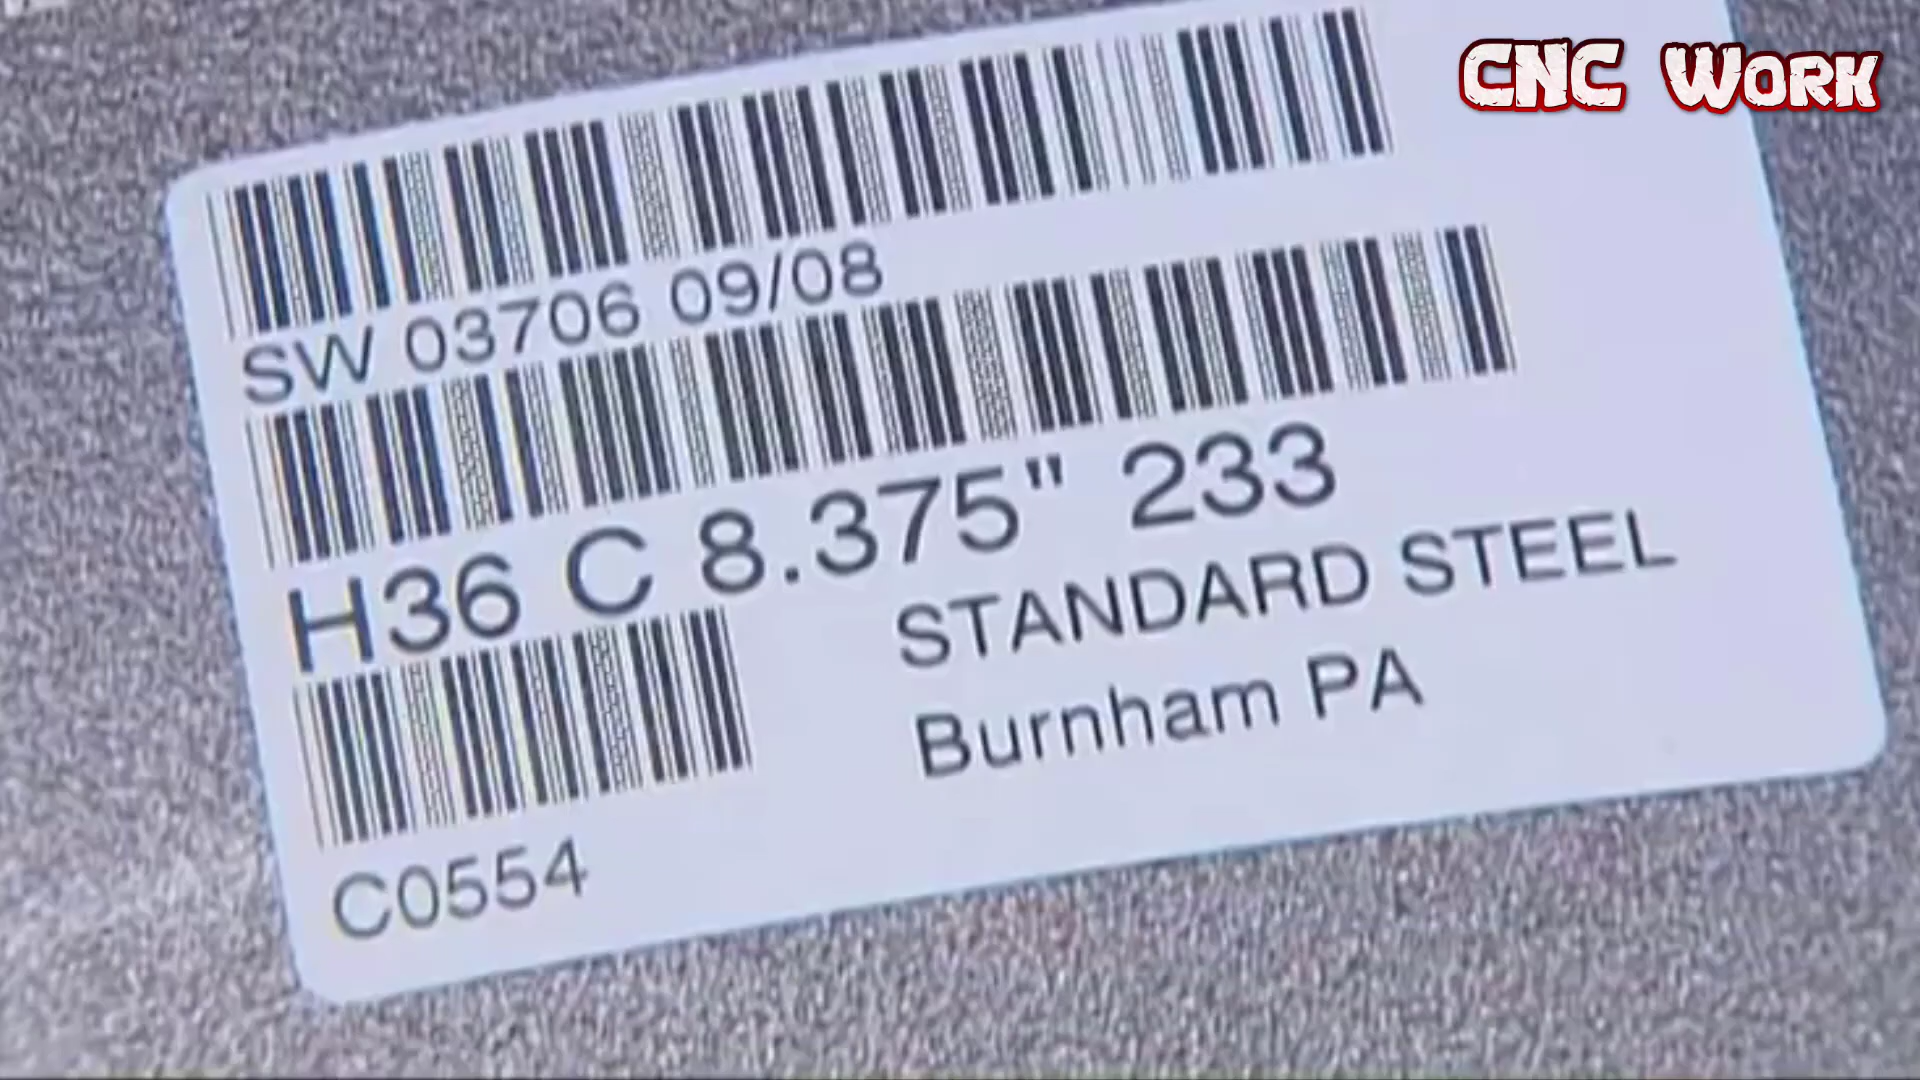 CNC WORK
SW 03706 09/08
H36 C 8.375" 233
STANDARD STEEL
Burnham PA
C0554